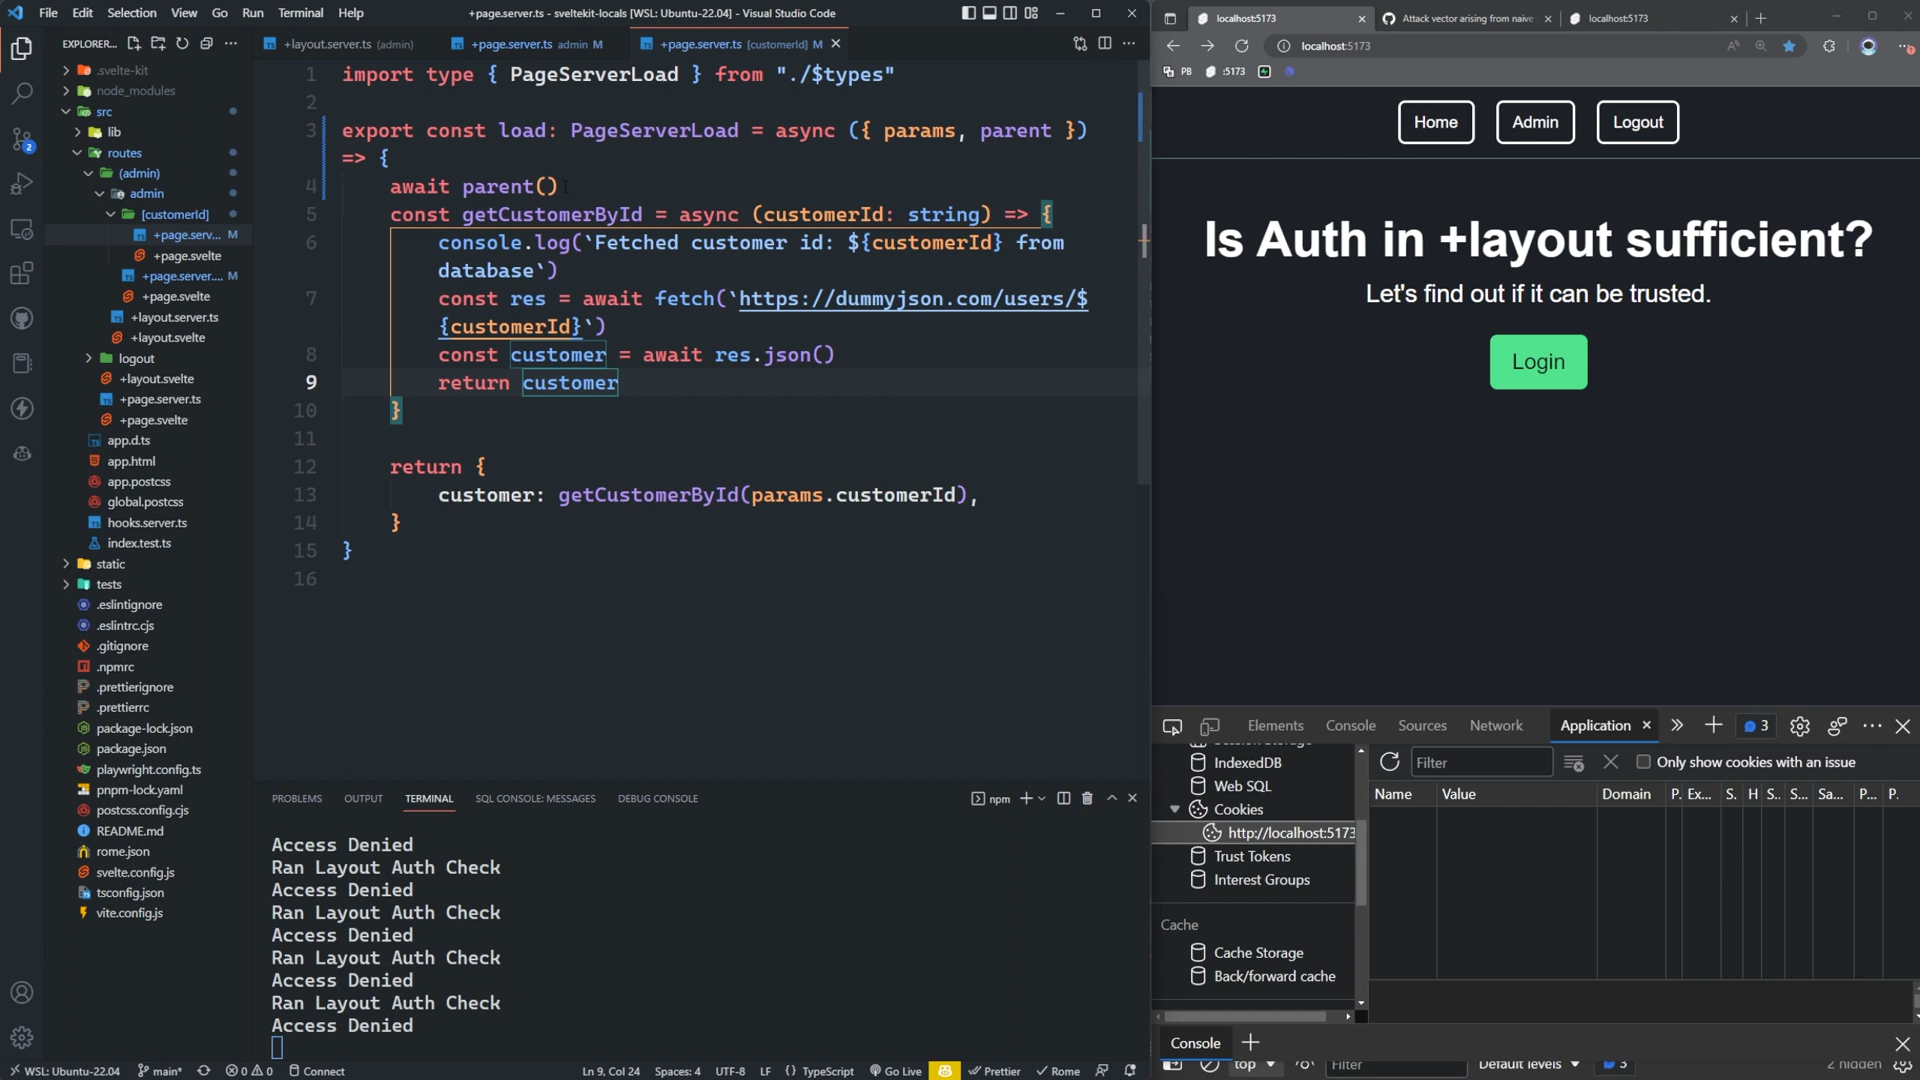 File Edit Selection View Go Run Terminal Help
+page.server.ts - sveltekit-locals [WSL: Ubuntu-22.04] - Visual Studio Code
EXPLORER...
.svelte-kit
node_modules
src
lib
routes
(admin)
admin
[customerId]
+page.serv... M
+page.svelte
+page.server.... M
+page.svelte
+layout.server.ts
+layout.svelte
logout
+layout.svelte
+page.server.ts
+page.svelte
app.d.ts
app.html
app.postcss
global.postcss
hooks.server.ts
index.test.ts
static
tests
.eslintignore
.eslintrc.cjs
.gitignore
.npmrc
.prettierignore
.prettierrc
package-lock.json
package.json
playwright.config.ts
pnpm-lock.yaml
postcss.config.cjs
README.md
rome.json
svelte.config.js
tsconfig.json
vite.config.js
+layout.server.ts (admin)
+page.server.ts admin M
+page.server.ts [customerId] M
1 import type { PageServerLoad } from "./$types"
2
3 export const load: PageServerLoad = async ({ params, parent })
=> {
4 await parent()
5 const getCustomerById = async (customerId: string) => {
6 console.log(`Fetched customer id: ${customerId} from
database`)
7 const res = await fetch(`https://dummyjson.com/users/$
{customerId}`)
8 const customer = await res.json()
9 return customer
10 }
11
12 return {
13 customer: getCustomerById(params.customerId),
14 }
15 }
16
PROBLEMS OUTPUT TERMINAL SQL CONSOLE: MESSAGES DEBUG CONSOLE
npm
Access Denied
Ran Layout Auth Check
Access Denied
Ran Layout Auth Check
Access Denied
Ran Layout Auth Check
Access Denied
Ran Layout Auth Check
Access Denied
WSL: Ubuntu-22.04 main* 0 0 Connect
Ln 9, Col 24 Spaces: 4 UTF-8 LF {} TypeScript Go Live Prettier Rome
localhost:5173
Attack vector arising from naive
localhost:5173
localhost:5173
PB :5173
Home Admin Logout
Is Auth in +layout sufficient?
Let's find out if it can be trusted.
Login
Elements Console Sources Network Application 3
IndexedDB
Web SQL
Cookies
http://localhost:5173
Trust Tokens
Interest Groups
Cache
Cache Storage
Back/forward cache
Filter Only show cookies with an issue
Name Value Domain P. Ex... S. H S.. S... Sa... P... P.
Console
top Filter Default levels 3 2 hidden